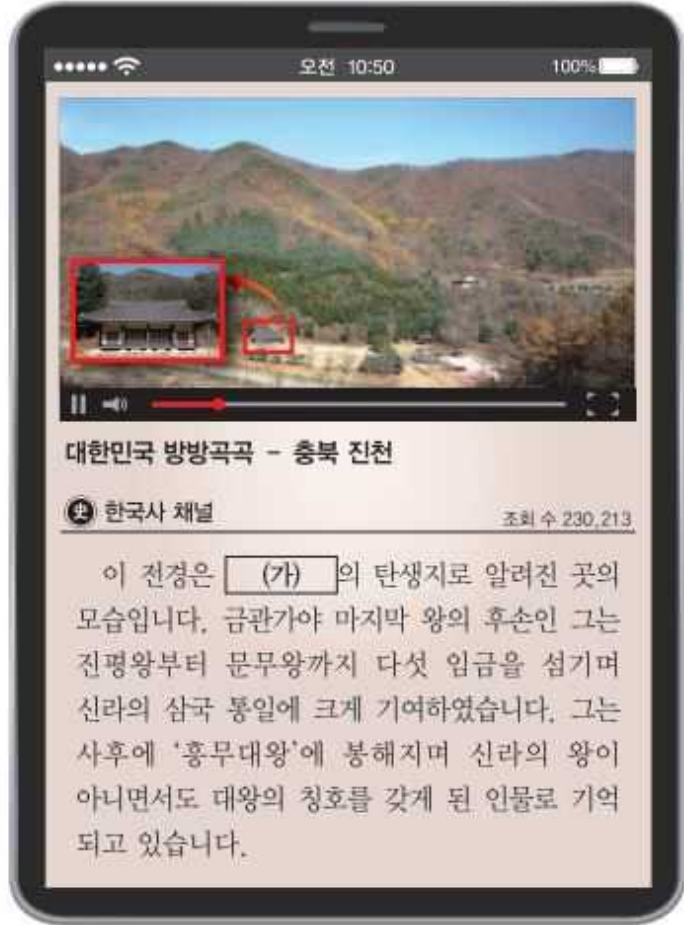 오전 10:50
100%
대한민국 방방곡곡 - 충북 진천
史 한국사 채널
조회 수 230,213
이 전경은 (가) 의 탄생지로 알려진 곳의
모습입니다. 금관가야 마지막 왕의 후손인 그는
진평왕부터 문무왕까지 다섯 임금을 섬기며
신라의 삼국 통일에 크게 기여하였습니다. 그는
사후에 ‘흥무대왕’에 봉해지며 신라의 왕이
아니면서도 대왕의 칭호를 갖게 된 인물로 기억
되고 있습니다.